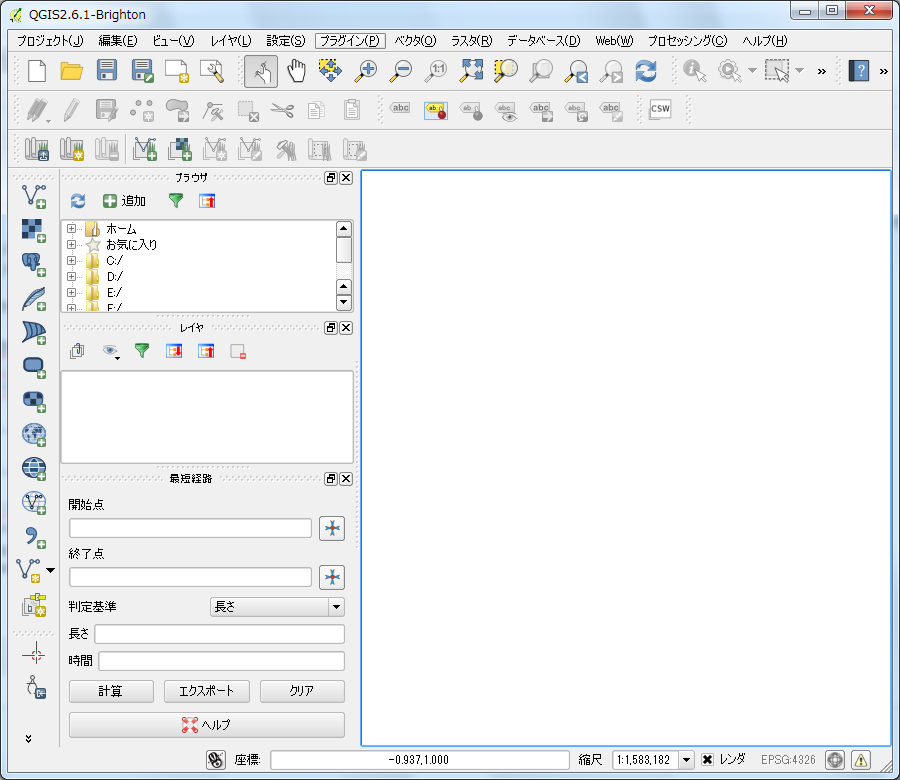 QGIS2.6.1-Brighton
プロジェクト(J) 編集(E) ビュー(V) レイヤ(L) 設定(S) プラグイン(P) ベクタ(O) ラスタ(R) データベース(D) Web(W) プロセッシング(C) ヘルプ(H)
1:1 » ? »
abc ab abc abc abc abc CSW
ブラウザ
追加
ホーム
お気に入り
C:/
D:/
E:/
F:/
レイヤ
最短経路
開始点
終了点
判定基準 長さ
長さ
時間
計算 エクスポート クリア
ヘルプ
座標: -0.937,1.000 縮尺 1:1,583,182 レンダ EPSG:4326